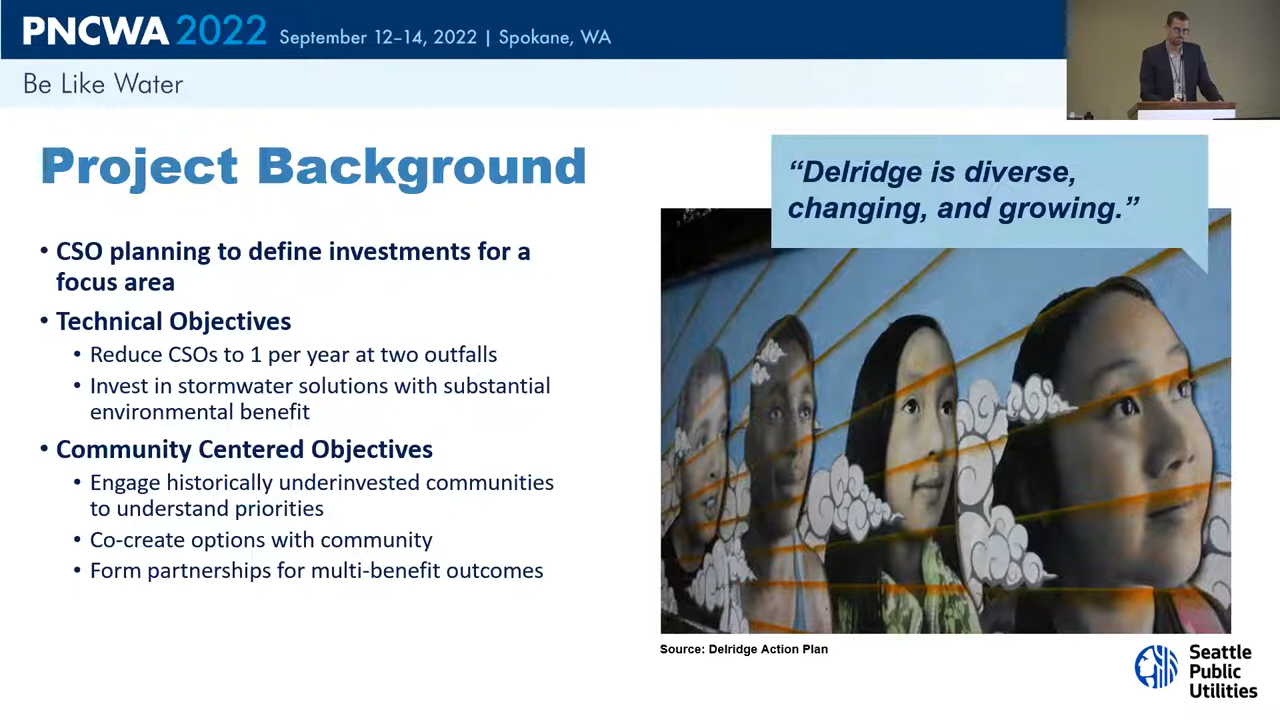 PNCWA 2022 September 12–14, 2022 | Spokane, WA
Be Like Water
Project Background
• CSO planning to define investments for a
focus area
• Technical Objectives
• Reduce CSOs to 1 per year at two outfalls
• Invest in stormwater solutions with substantial
environmental benefit
• Community Centered Objectives
• Engage historically underinvested communities
to understand priorities
• Co-create options with community
• Form partnerships for multi-benefit outcomes
“Delridge is diverse,
changing, and growing.”
Source: Delridge Action Plan
Seattle
Public
Utilities